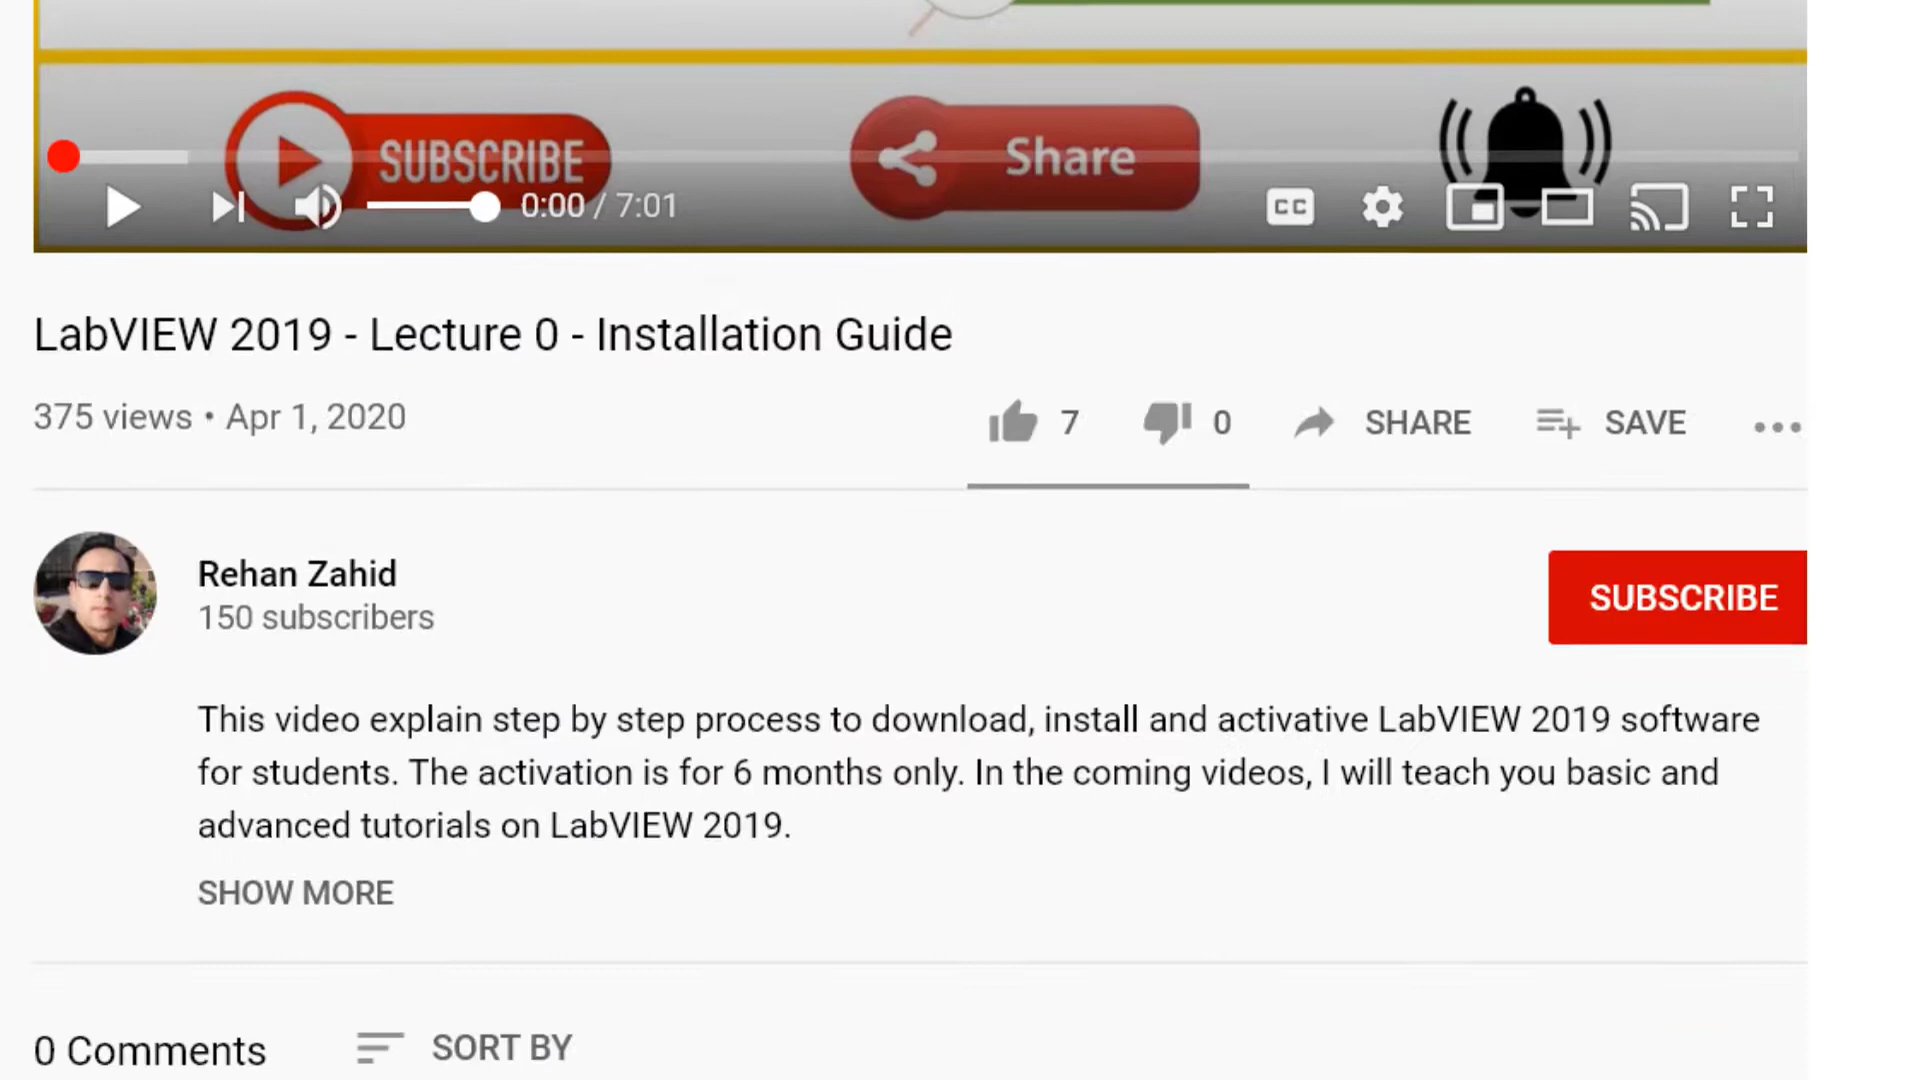 SUBSCRIBE
Share
0:00 / 7:01
CC
LabVIEW 2019 - Lecture 0 - Installation Guide
375 views • Apr 1, 2020
7
0
SHARE
SAVE
Rehan Zahid
150 subscribers
SUBSCRIBE
This video explain step by step process to download, install and activative LabVIEW 2019 software
for students. The activation is for 6 months only. In the coming videos, I will teach you basic and
advanced tutorials on LabVIEW 2019.
SHOW MORE
0 Comments
SORT BY